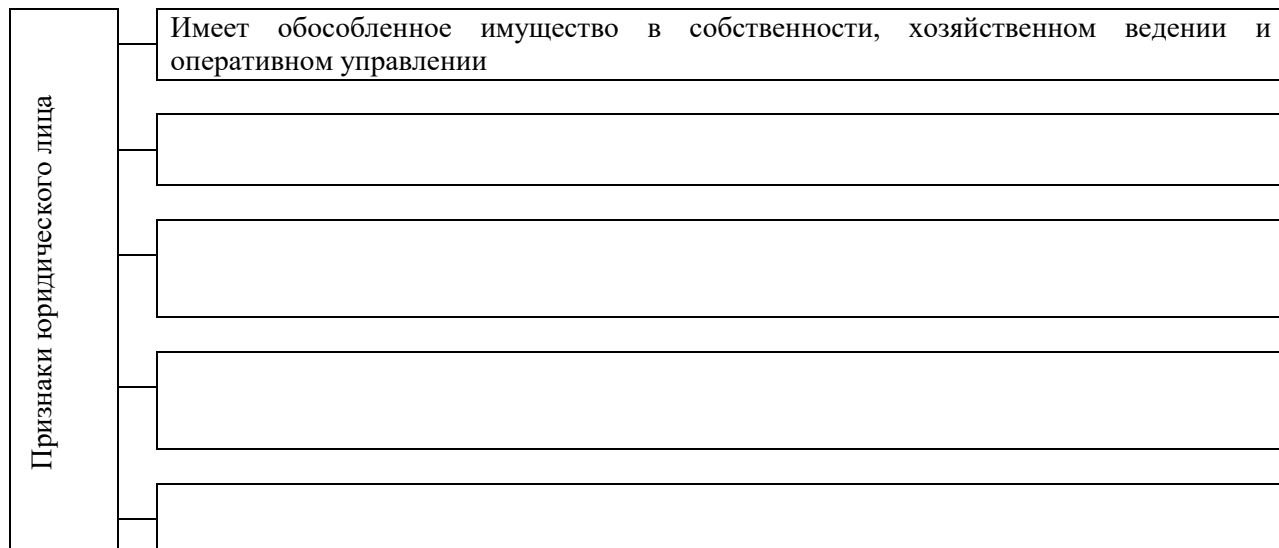 Признаки юридического лица
Имеет обособленное имущество в собственности, хозяйственном ведении и
оперативном управлении